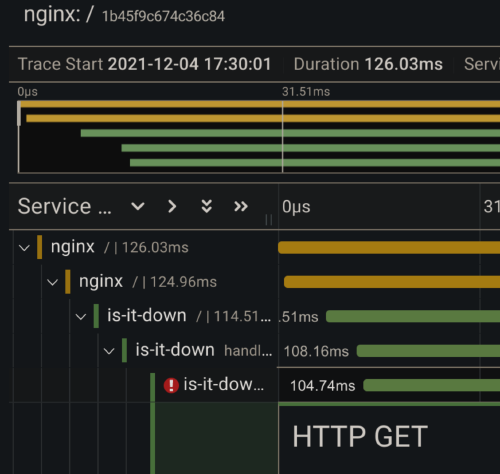 nginx: / 1b45f9c674c36c84
Trace Start 2021-12-04 17:30:01 Duration 126.03ms Servi
0μs 31.51ms
Service ... 0μs 31
nginx / | 126.03ms
nginx / | 124.96ms
is-it-down / | 114.51... .51ms
is-it-down handl... 108.16ms
is-it-dow... 104.74ms
HTTP GET